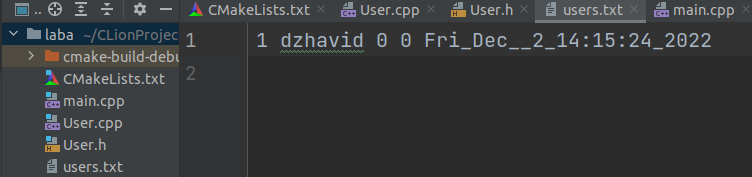 CMakeLists.txt User.cpp User.h users.txt main.cpp
laba ~/CLionProjec
cmake-build-debu
CMakeLists.txt
main.cpp
User.cpp
User.h
users.txt
1 1 dzhavid 0 0 Fri_Dec__2_14:15:24_2022
2